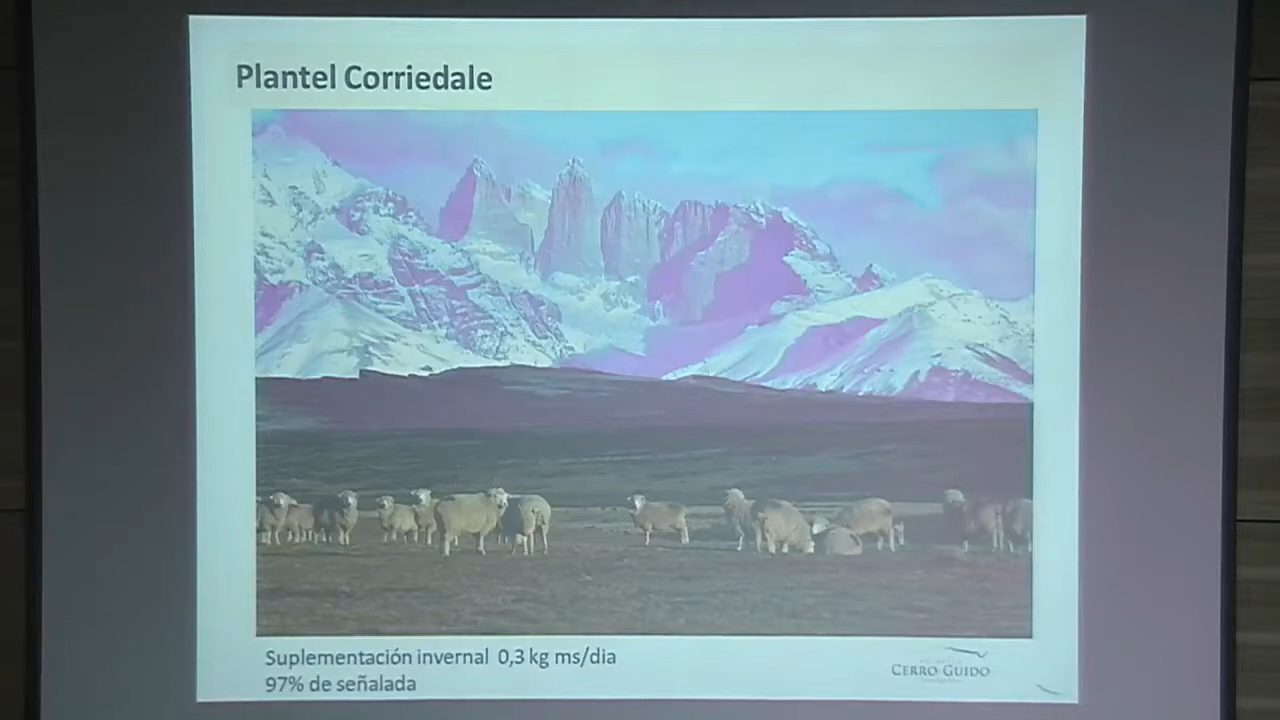 Plantel Corriedale
Suplementación invernal 0,3 kg ms/dia
97% de señalada
CERRO GUIDO